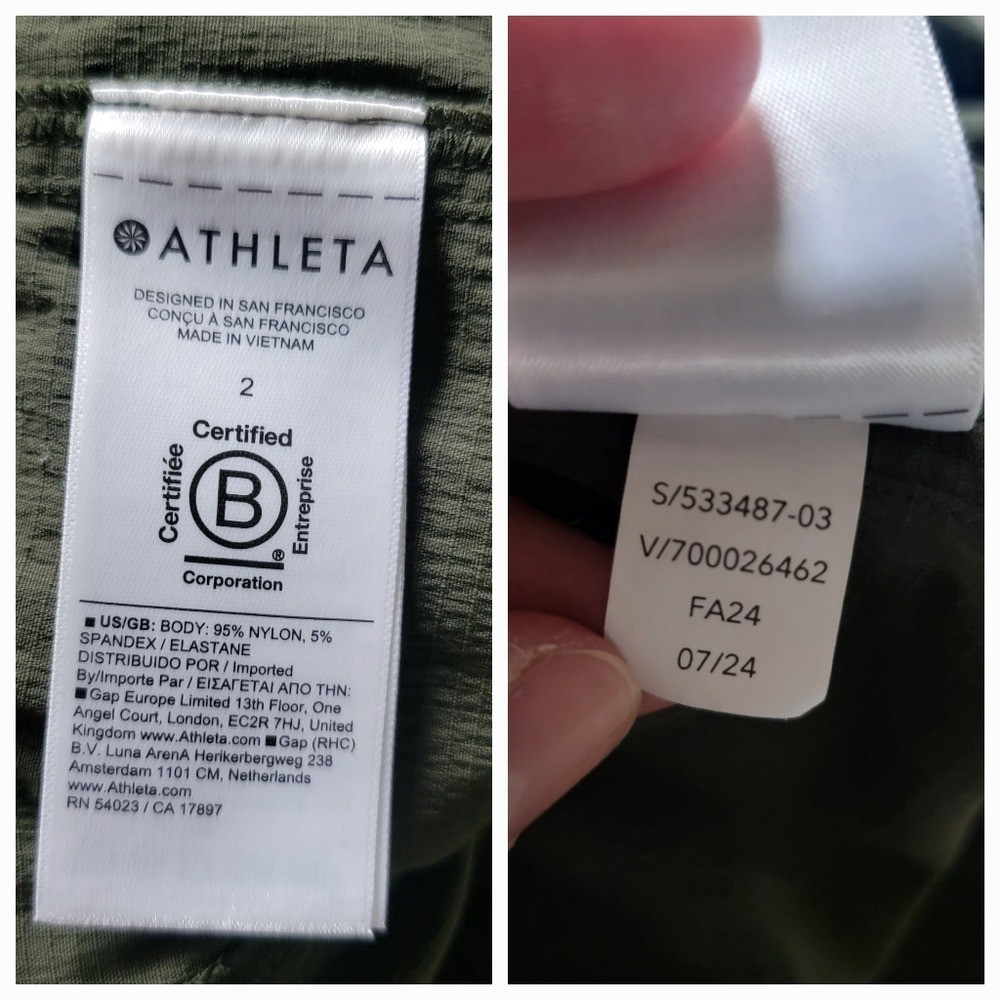 ATHLETA
DESIGNED IN SAN FRANCISCO
CONÇU À SAN FRANCISCO
MADE IN VIETNAM
2
Certified
Certifiée
B
Entreprise
®
Corporation
■ US/GB: BODY: 95% NYLON, 5%
SPANDEX / ELASTANE
DISTRIBUIDO POR / Imported
By/Importe Par / ΕΙΣΑΓΕΤΑΙ ΑΠΟ ΤΗΝ:
■ Gap Europe Limited 13th Floor, One
Angel Court, London, EC2R 7HJ, United
Kingdom www.Athleta.com ■ Gap (RHC)
B.V. Luna ArenA Herikerbergweg 238
Amsterdam 1101 CM, Netherlands
www.Athleta.com
RN 54023 / CA 17897
S/533487-03
V/700026462
FA24
07/24